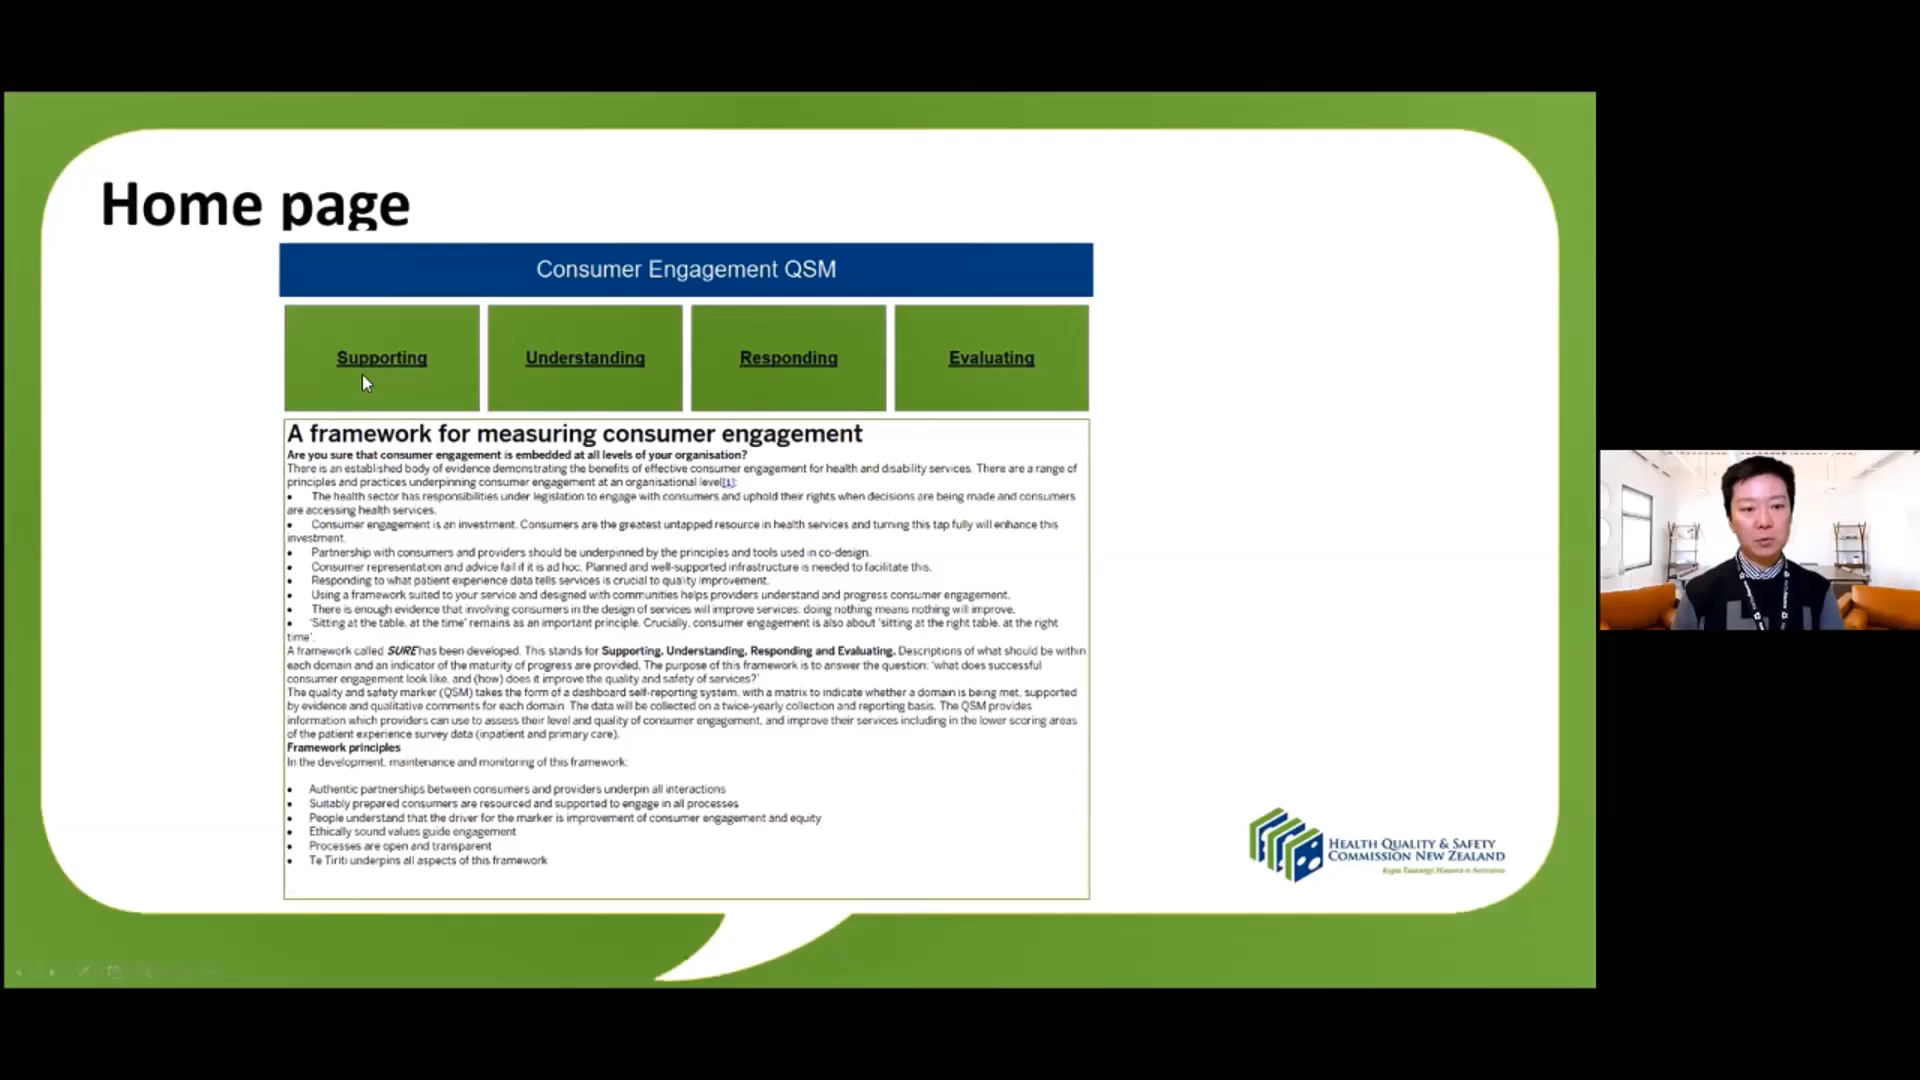 Home page
Consumer Engagement QSM
Supporting
Understanding
Responding
Evaluating
A framework for measuring consumer engagement
Are you sure that consumer engagement is embedded at all levels of your organisation?
There is an established body of evidence demonstrating the benefits of effective consumer engagement for health and disability services. There are a range of
principles and practices underpinning consumer engagement at an organisational level[1]:
• The health sector has responsibilities under legislation to engage with consumers and uphold their rights when decisions are being made and consumers
are accessing health services.
• Consumer engagement is an investment. Consumers are the greatest untapped resource in health services and turning this tap fully will enhance this
investment.
• Partnership with consumers and providers should be underpinned by the principles and tools used in co-design.
• Consumer representation and advice fail if it is ad hoc. Planned and well-supported infrastructure is needed to facilitate this.
• Responding to what patient experience data tells services is crucial to quality improvement.
• Using a framework suited to your service and designed with communities helps providers understand and progress consumer engagement.
• There is enough evidence that involving consumers in the design of services will improve services: doing nothing means nothing will improve.
• 'Sitting at the table, at the time' remains as an important principle. Crucially, consumer engagement is also about 'sitting at the right table, at the right
time'.
A framework called SURE has been developed. This stands for Supporting, Understanding, Responding and Evaluating. Descriptions of what should be within
each domain and an indicator of the maturity of progress are provided. The purpose of this framework is to answer the question: 'what does successful
consumer engagement look like, and (how) does it improve the quality and safety of services?'
The quality and safety marker (QSM) takes the form of a dashboard self-reporting system, with a matrix to indicate whether a domain is being met, supported
by evidence and qualitative comments for each domain. The data will be collected on a twice-yearly collection and reporting basis. The QSM provides
information which providers can use to assess their level and quality of consumer engagement, and improve their services including in the lower scoring areas
of the patient experience survey data (inpatient and primary care).
Framework principles
In the development, maintenance and monitoring of this framework:
• Authentic partnerships between consumers and providers underpin all interactions
• Suitably prepared consumers are resourced and supported to engage in all processes
• People understand that the driver for the marker is improvement of consumer engagement and equity
• Ethically sound values guide engagement
• Processes are open and transparent
• Te Tiriti underpins all aspects of this framework
HEALTH QUALITY & SAFETY
COMMISSION NEW ZEALAND
Kupu Taurangi Hauora o Aotearoa